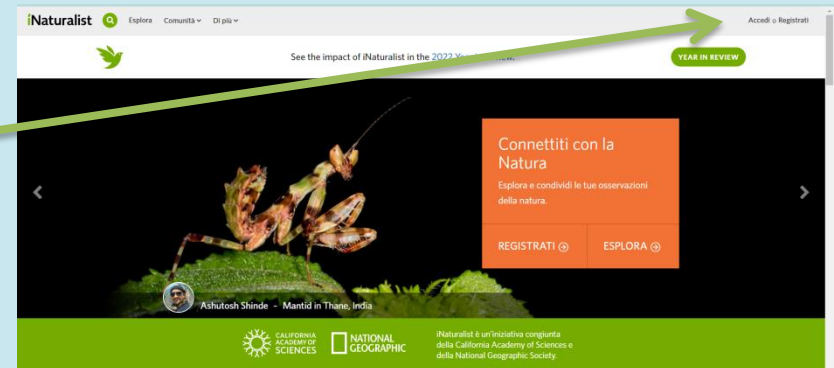 iNaturalist Esplora Comunità Di più Accedi o Registrati
See the impact of iNaturalist in the 2022 YEAR IN REVIEW
Connettiti con la
Natura
Esplora e condividi le tue osservazioni
della natura.
REGISTRATI ESPLORA
Ashutosh Shinde - Mantid in Thane, India
CALIFORNIA
ACADEMY OF
SCIENCES
NATIONAL
GEOGRAPHIC
iNaturalist è un'iniziativa congiunta
della California Academy of Sciences e
della National Geographic Society.